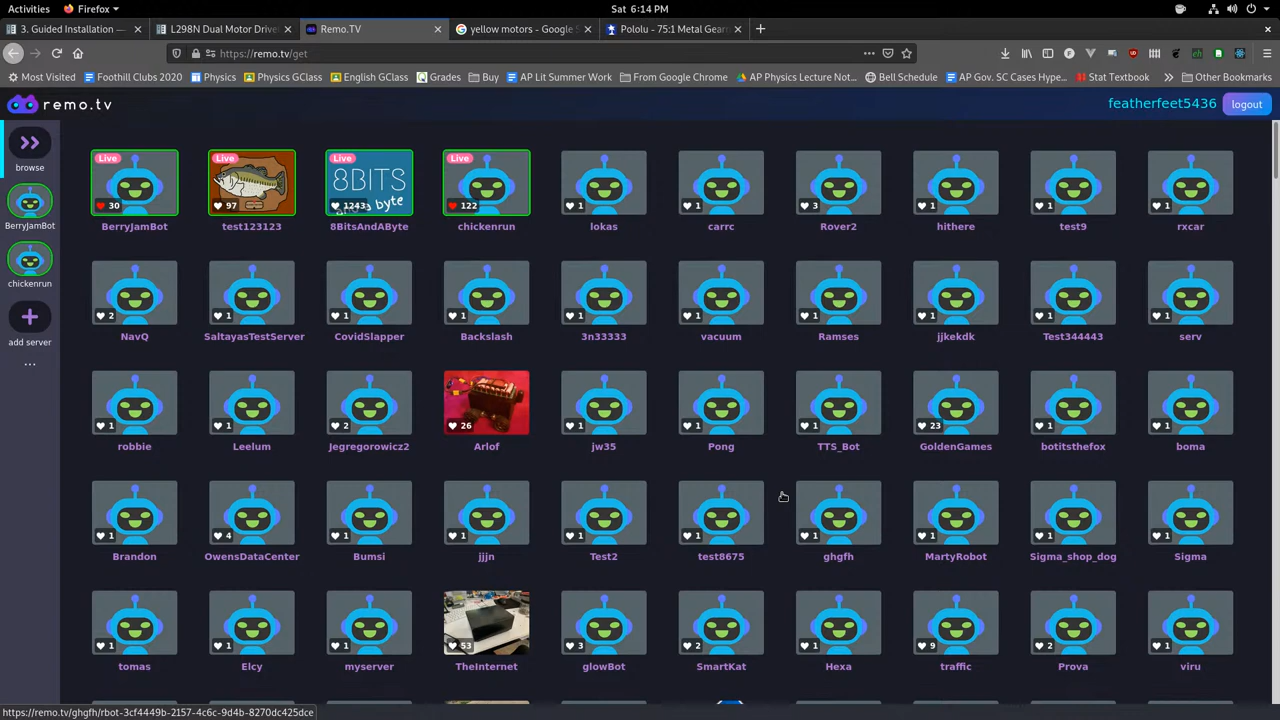 Activities
Firefox
Sat 6:14 PM
3. Guided Installation —
L298N Dual Motor Drive
Remo.TV
yellow motors - Google S
Pololu - 75:1 Metal Gear
https://remo.tv/get
Most Visited
Foothill Clubs 2020
Physics
Physics GClass
English GClass
Grades
Buy
AP Lit Summer Work
From Google Chrome
AP Physics Lecture Not...
Bell Schedule
AP Gov. SC Cases Hype...
Stat Textbook
Other Bookmarks
remo.tv
featherfeet5436
logout
browse
BerryJamBot
chickenrun
add server
...
Live
30
BerryJamBot
Live
97
test123123
Live
8BITS
AND A byte
1243
8BitsAndAByte
Live
122
chickenrun
1
lokas
3
carrc
3
Rover2
1
hithere
1
test9
1
rxcar
2
NavQ
1
SaltayasTestServer
1
CovidSlapper
1
Backslash
1
3n33333
1
vacuum
1
Ramses
1
jjkekdk
1
Test344443
1
serv
1
robbie
1
Leelum
2
Jegregorowicz2
26
Arlof
1
jw35
1
Pong
1
TTS_Bot
23
GoldenGames
1
botitsthefox
1
boma
1
Brandon
4
OwensDataCenter
1
Bumsi
1
jjjn
1
Test2
1
test8675
1
ghgfh
1
MartyRobot
1
Sigma_shop_dog
1
Sigma
1
tomas
1
Elcy
1
myserver
53
TheInternet
3
glowBot
2
SmartKat
1
Hexa
9
traffic
2
Prova
1
viru
https://remo.tv/ghgfh/rbot-3cf4449b-2157-4c6c-9d4b-8270dc425dce